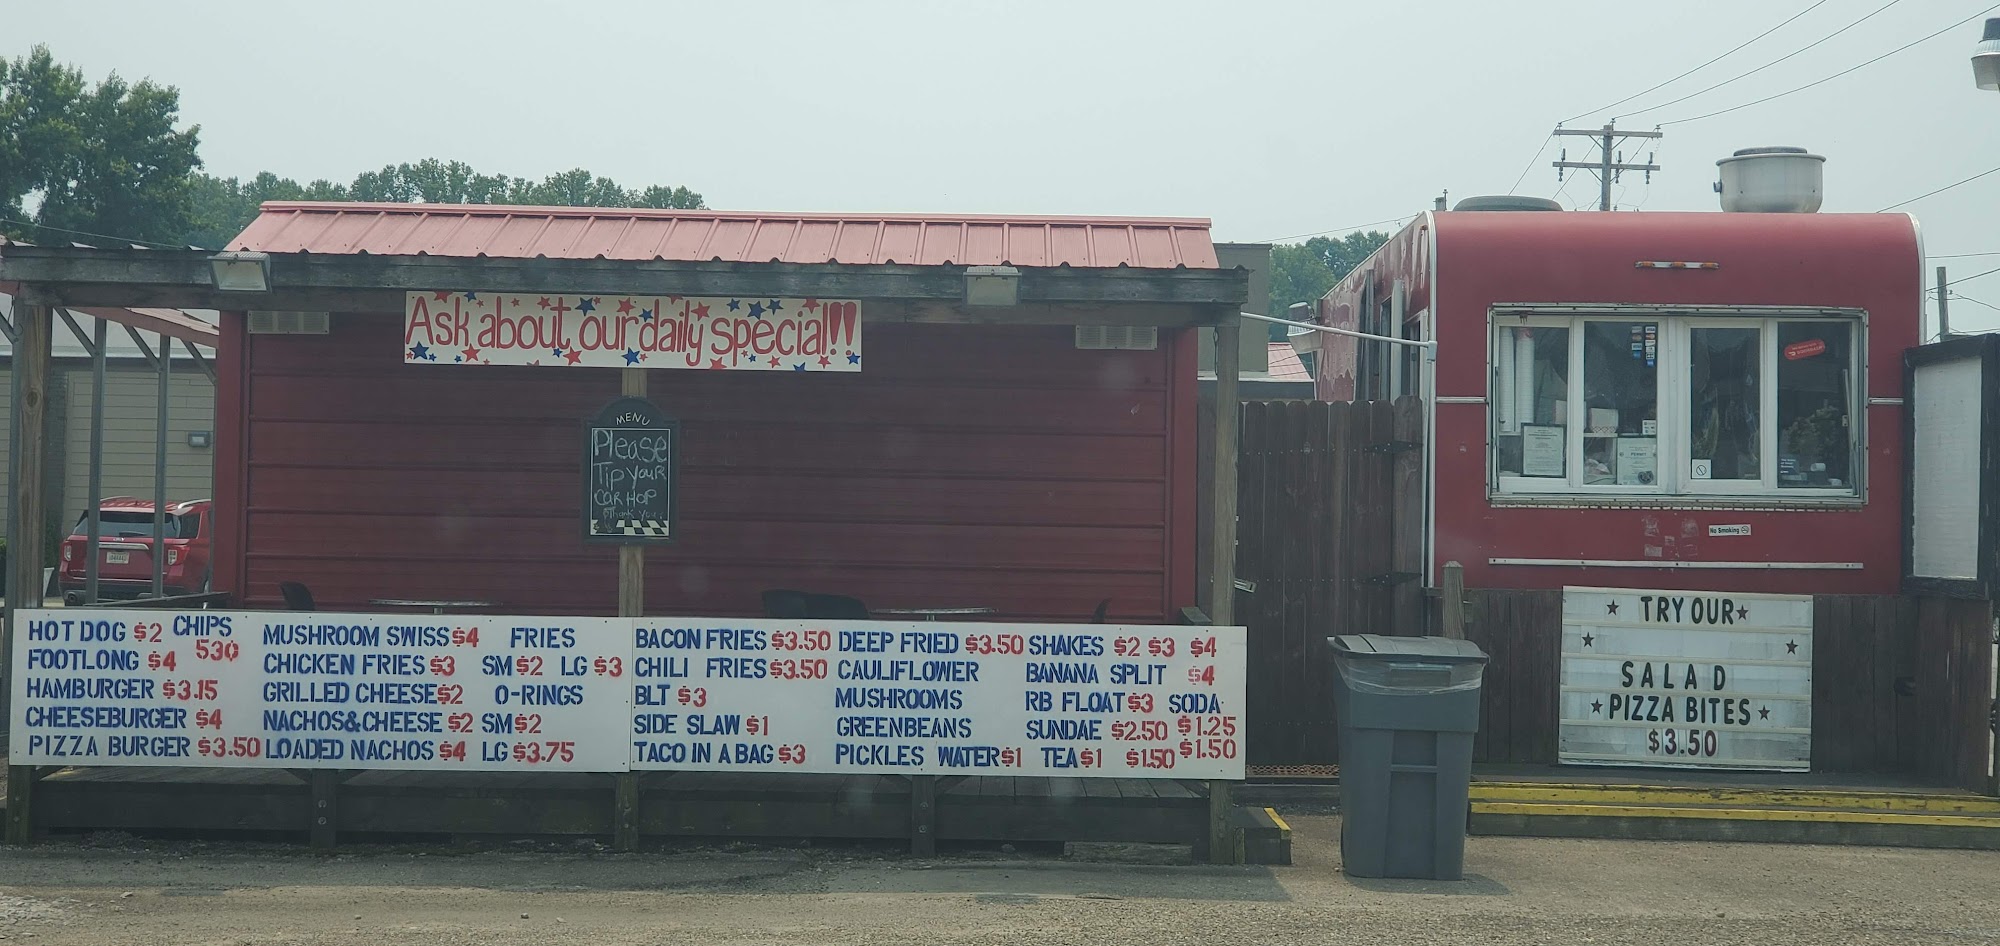 Ask about our daily special!!
MENU
Please
Tip Your
CAR HOP
Thank You!
HOT DOG $2 CHIPS
53¢
FOOTLONG $4
HAMBURGER $3.15
CHEESEBURGER $4
PIZZA BURGER $3.50
MUSHROOM SWISS $4
CHICKEN FRIES $3
GRILLED CHEESE $2
NACHOS&CHEESE $2
LOADED NACHOS $4
FRIES
SM $2 LG $3
O-RINGS
SM $2
LG $3.75
BACON FRIES $3.50
CHILI FRIES $3.50
BLT $3
SIDE SLAW $1
TACO IN A BAG $3
DEEP FRIED $3.50
CAULIFLOWER
MUSHROOMS
GREENBEANS
PICKLES
SHAKES $2 $3 $4
BANANA SPLIT $4
RB FLOAT $3 SODA
SUNDAE $2.50 $1.25
WATER $1 TEA $1 $1.50 $1.50
No Smoking
TRY OUR
SALAD
PIZZA BITES
$3.50